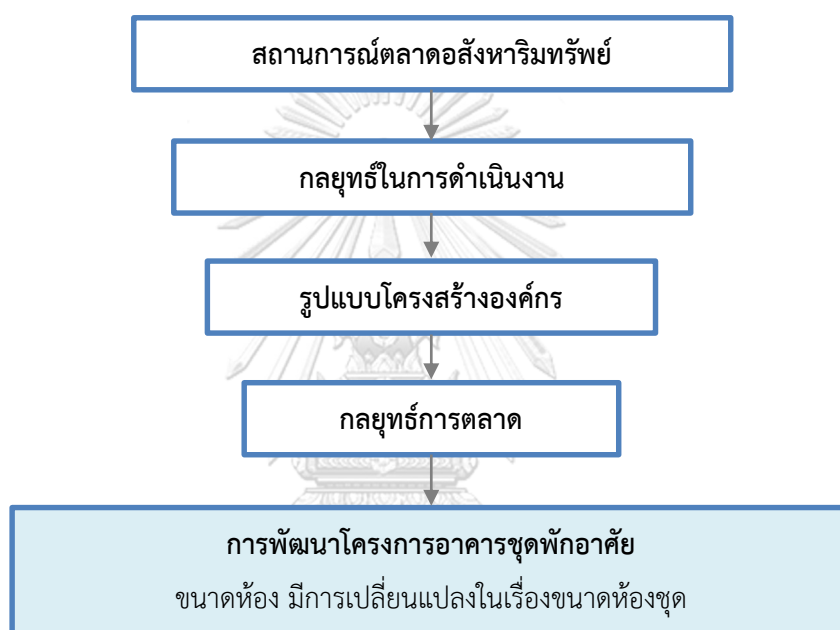 สถานการณ์ตลาดอสังหาริมทรัพย์
กลยุทธ์ในการดำเนินงาน
รูปแบบโครงสร้างองค์กร
กลยุทธ์การตลาด
การพัฒนาโครงการอาคารชุดพักอาศัย
ขนาดห้อง มีการเปลี่ยนแปลงในเรื่องขนาดห้องชุด